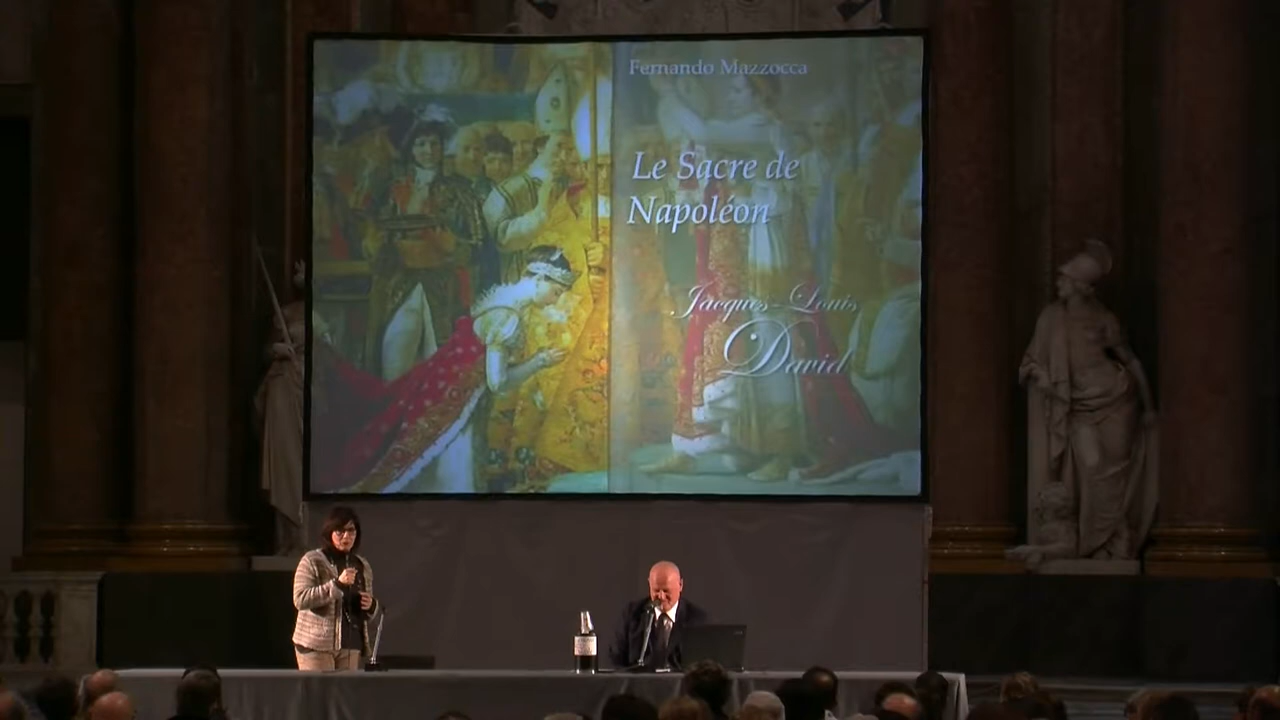 Fernando Mazzocca
Le Sacre de
Napoléon
Jacques-Louis
David